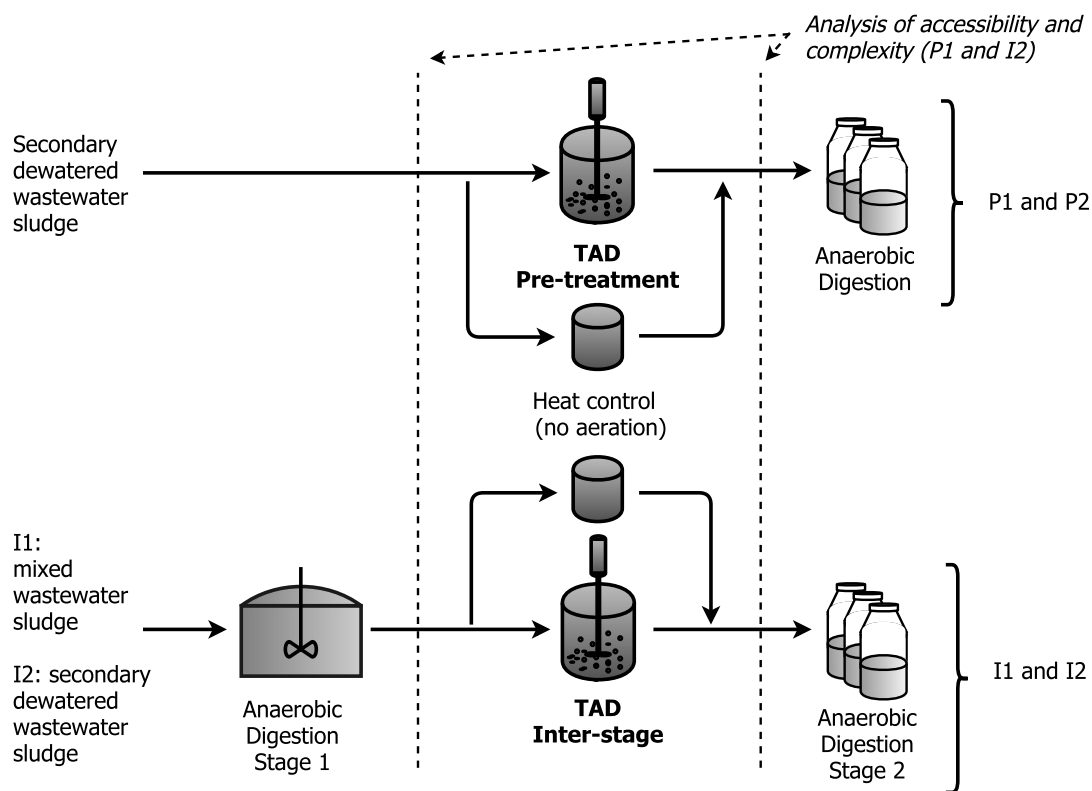 Analysis of accessibility and
complexity (P1 and I2)
Secondary
dewatered
wastewater
sludge
TAD
Pre-treatment
Anaerobic
Digestion
P1 and P2
Heat control
(no aeration)
I1:
mixed
wastewater
sludge
I2: secondary
dewatered
wastewater
sludge
Anaerobic
Digestion
Stage 1
TAD
Inter-stage
Anaerobic
Digestion
Stage 2
I1 and I2